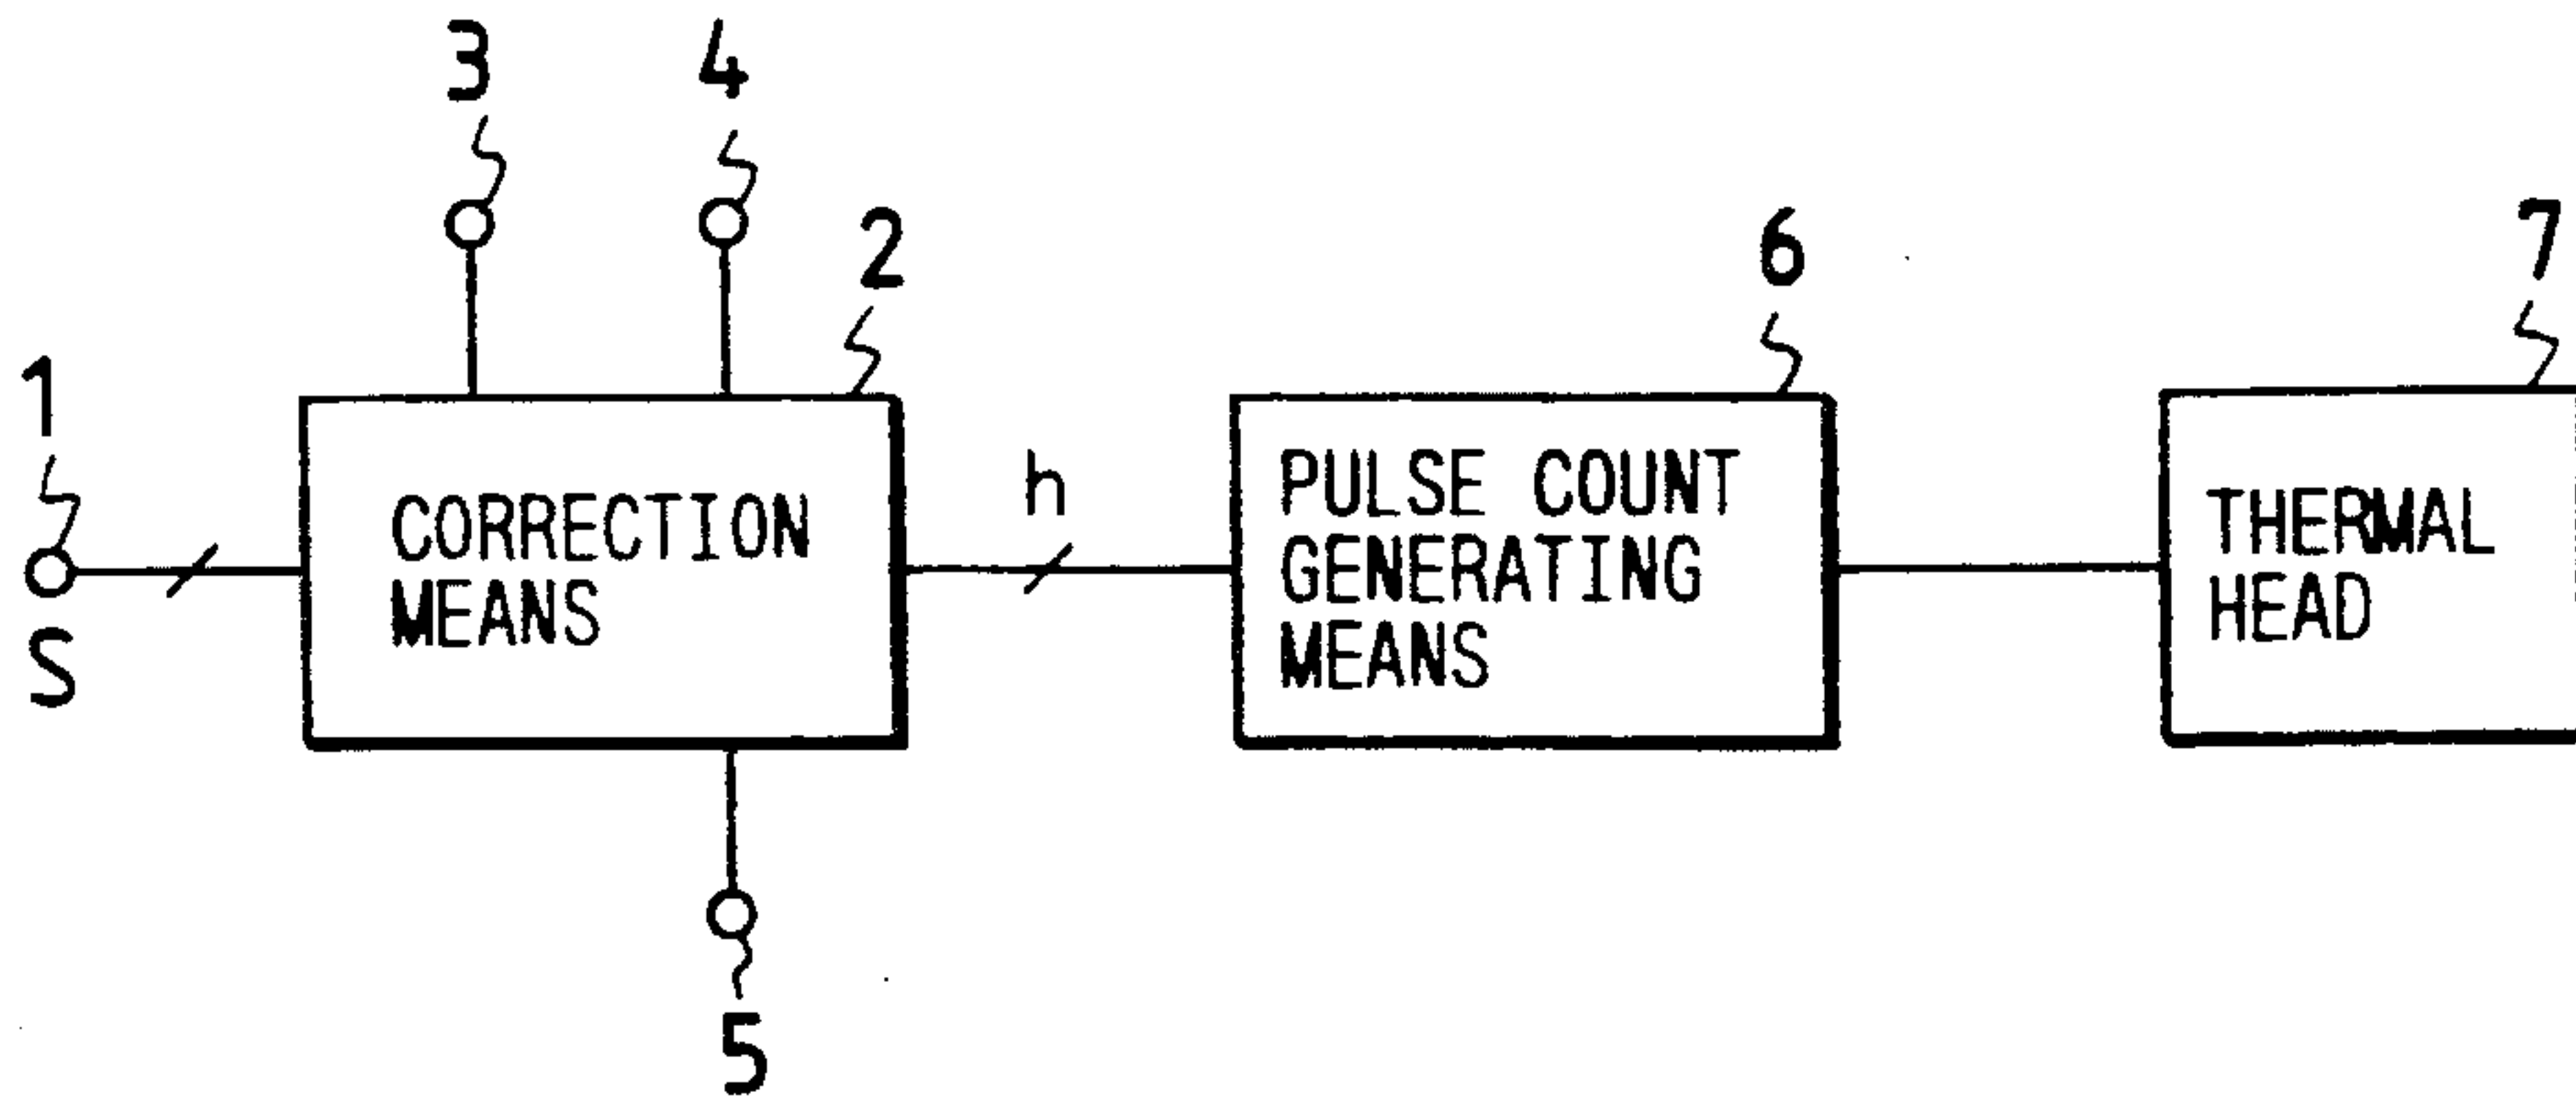 3
4
2
6
7
1
S
CORRECTION
MEANS
h
PULSE COUNT
GENERATING
MEANS
THERMAL
HEAD
5